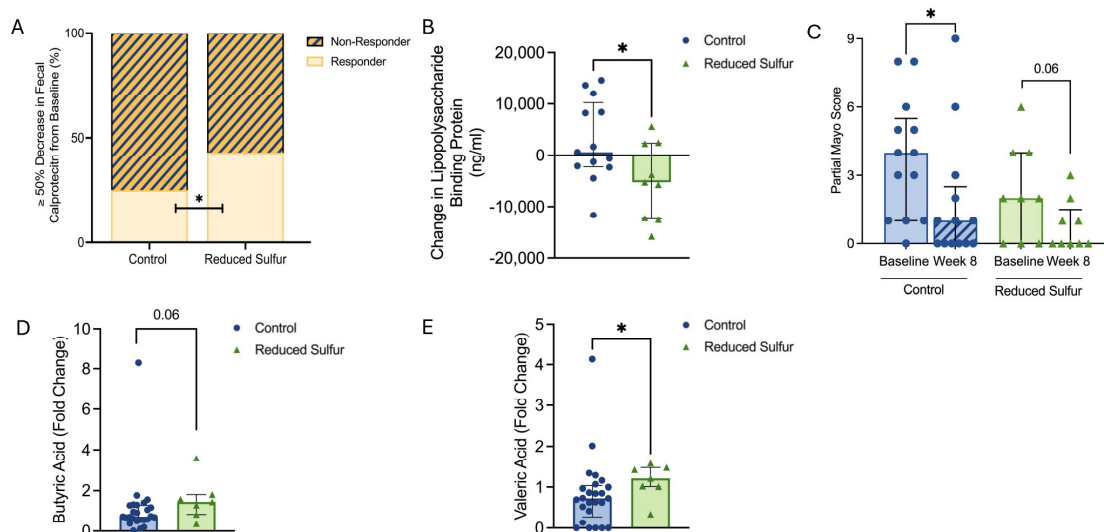 A
≥ 50% Decrease in Fecal
Calprotecitn from Baseline (%)
100
50
0
*
Control
Reduced Sulfur
Non-Responder
Responder
B
Change in Lipopolysaccharide
Binding Protein
(ng/ml)
20,000
10,000
0
-10,000
-20,000
*
Control
Reduced Sulfur
C
Partial Mayo Score
9
6
3
0
*
0.06
Baseline Week 8
Baseline Week 8
Control
Reduced Sulfur
D
Butyric Acid (Fold Change)
10
8
6
4
2
0
0.06
Control
Reduced Sulfur
E
Valeric Acid (Fold Change)
5
4
3
2
1
0
*
Control
Reduced Sulfur